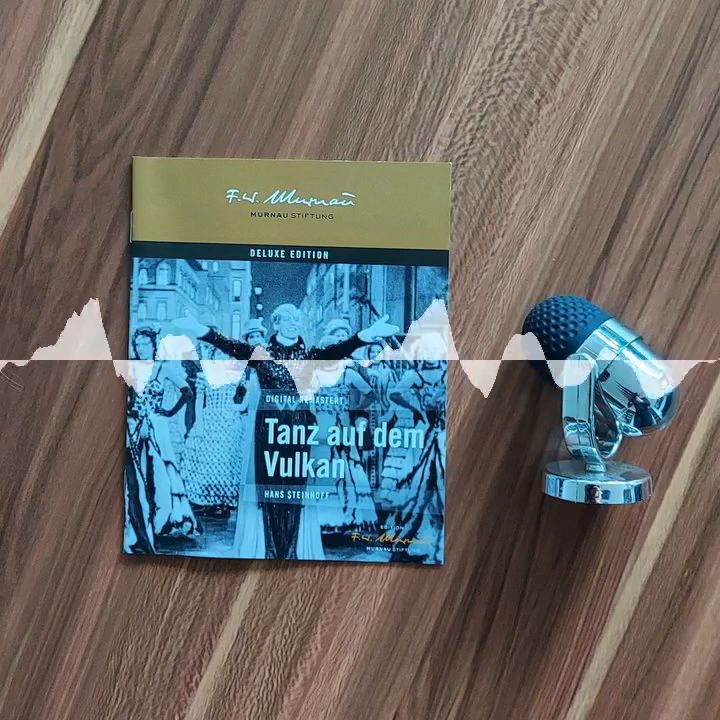 F.W. Murnau
MURNAU STIFTUNG
DELUXE EDITION
DIGITAL REMASTERT
Tanz auf dem
Vulkan
HANS STEINHOFF
EDITION
F.W. Murnau
MURNAU STIFTUNG